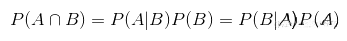 P(A ∩ B) = P(A|B)P(B) = P(B|A)P(A)